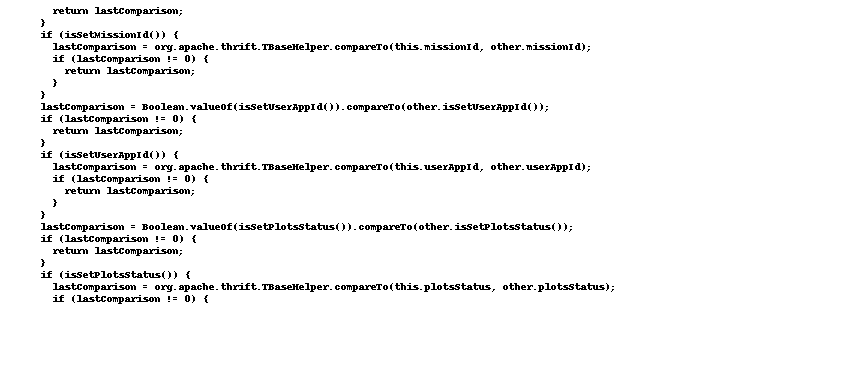 return lastComparison;
}
if (isSetMissionId()) {
lastComparison = org.apache.thrift.TBaseHelper.compareTo(this.missionId, other.missionId);
if (lastComparison != 0) {
return lastComparison;
}
}
lastComparison = Boolean.valueOf(isSetUserAppId()).compareTo(other.isSetUserAppId());
if (lastComparison != 0) {
return lastComparison;
}
if (isSetUserAppId()) {
lastComparison = org.apache.thrift.TBaseHelper.compareTo(this.userAppId, other.userAppId);
if (lastComparison != 0) {
return lastComparison;
}
}
lastComparison = Boolean.valueOf(isSetPlotsStatus()).compareTo(other.isSetPlotsStatus());
if (lastComparison != 0) {
return lastComparison;
}
if (isSetPlotsStatus()) {
lastComparison = org.apache.thrift.TBaseHelper.compareTo(this.plotsStatus, other.plotsStatus);
if (lastComparison != 0) {